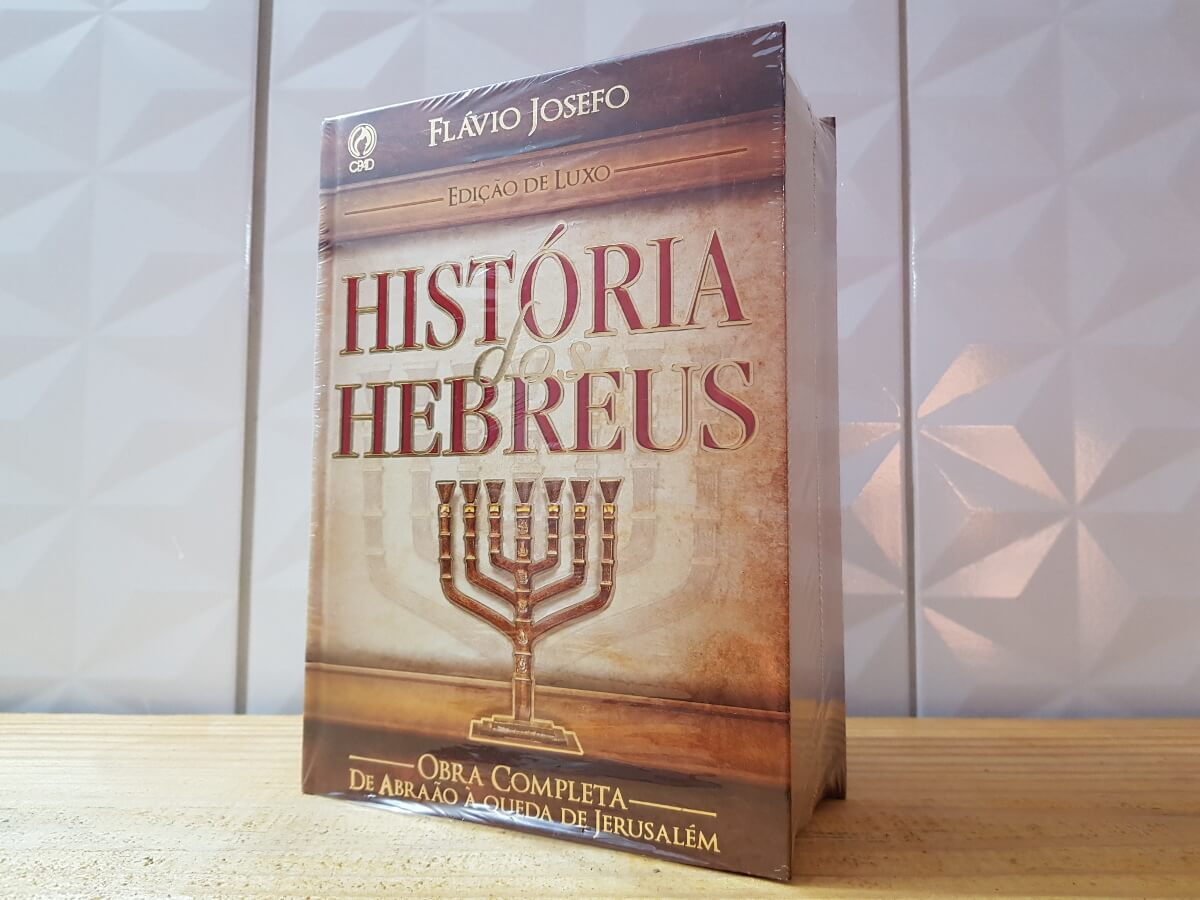 FLÁVIO JOSEFO
CPAD
EDIÇÃO DE LUXO
HISTÓRIA
dos
HEBREUS
OBRA COMPLETA
DE ABRAÃO À QUEDA DE JERUSALÉM